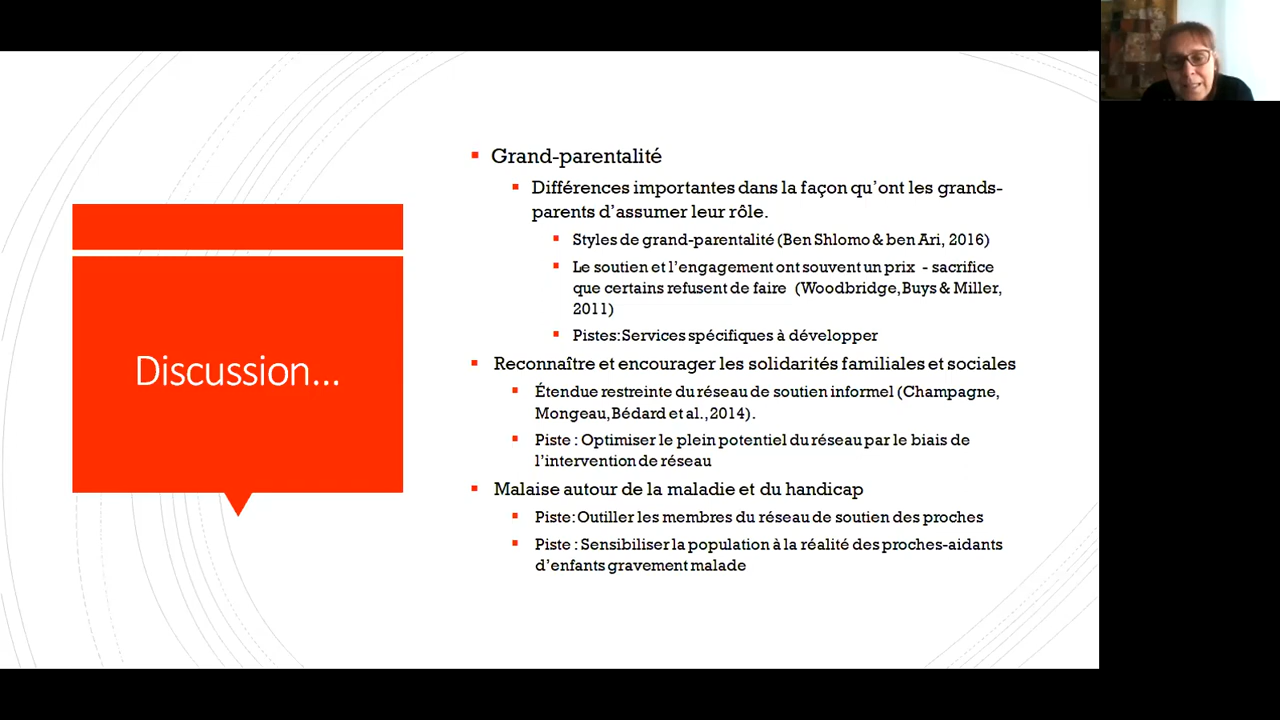 Discussion...
Grand-parentalité
Différences importantes dans la façon qu'ont les grands-
parents d'assumer leur rôle.
Styles de grand-parentalité (Ben Shlomo & ben Ari, 2016)
Le soutien et l'engagement ont souvent un prix - sacrifice
que certains refusent de faire (Woodbridge, Buys & Miller,
2011)
Pistes: Services spécifiques à développer
Reconnaître et encourager les solidarités familiales et sociales
Étendue restreinte du réseau de soutien informel (Champagne,
Mongeau, Bédard et al., 2014).
Piste : Optimiser le plein potentiel du réseau par le biais de
l'intervention de réseau
Malaise autour de la maladie et du handicap
Piste: Outiller les membres du réseau de soutien des proches
Piste : Sensibiliser la population à la réalité des proches-aidants
d'enfants gravement malade